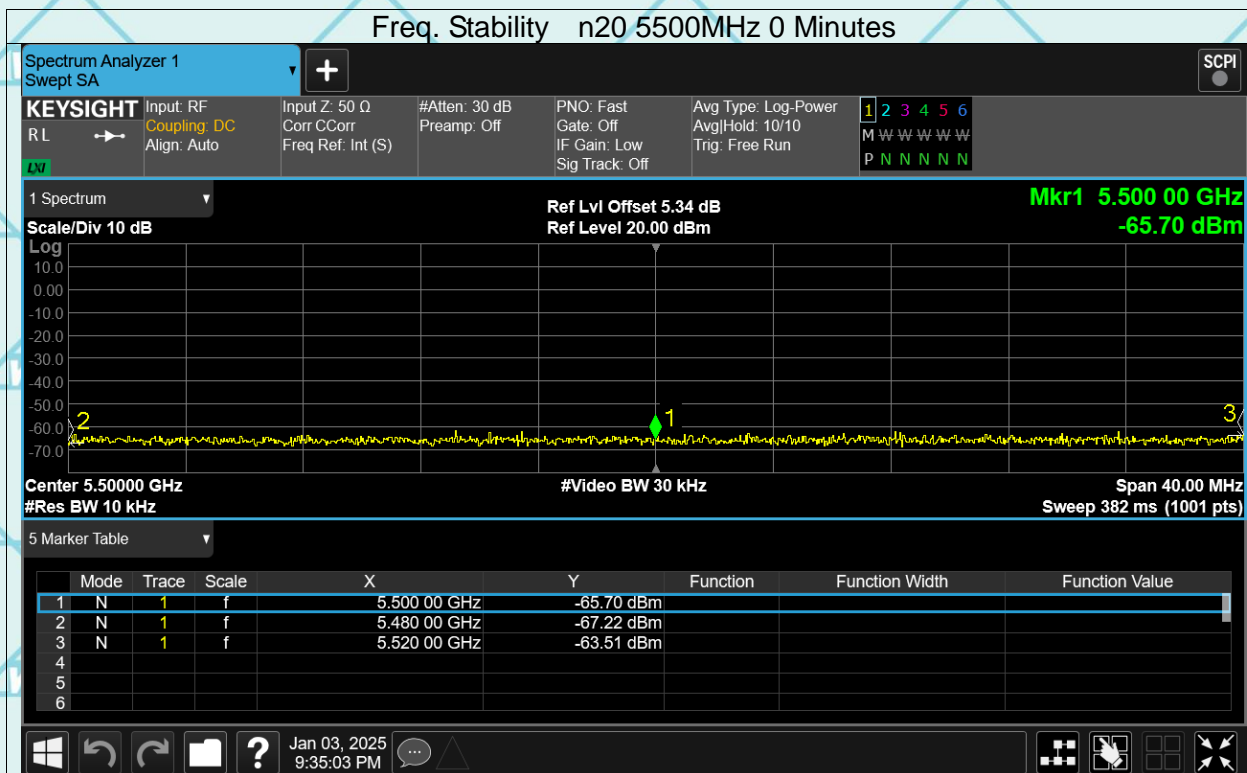 Freq. Stability n20 5500MHz 0 Minutes
Spectrum Analyzer 1
Swept SA
+
SCPI
KEYSIGHT
RL
LXI
Input: RF
Coupling: DC
Align: Auto
Input Z: 50 Ω
Corr CCorr
Freq Ref: Int (S)
#Atten: 30 dB
Preamp: Off
PNO: Fast
Gate: Off
IF Gain: Low
Sig Track: Off
Avg Type: Log-Power
Avg|Hold: 10/10
Trig: Free Run
1 2 3 4 5 6
M W W W W W
P N N N N N
1 Spectrum
Scale/Div 10 dB
Ref Lvl Offset 5.34 dB
Ref Level 20.00 dBm
Mkr1 5.500 00 GHz
-65.70 dBm
Log
10.0
0.00
-10.0
-20.0
-30.0
-40.0
-50.0
-60.0
-70.0
2
1
3
Center 5.50000 GHz
#Video BW 30 kHz
Span 40.00 MHz
#Res BW 10 kHz
Sweep 382 ms (1001 pts)
5 Marker Table
Mode Trace Scale X Y Function Function Width Function Value
1 N 1 f 5.500 00 GHz -65.70 dBm
2 N 1 f 5.480 00 GHz -67.22 dBm
3 N 1 f 5.520 00 GHz -63.51 dBm
4
5
6
?
Jan 03, 2025
9:35:03 PM